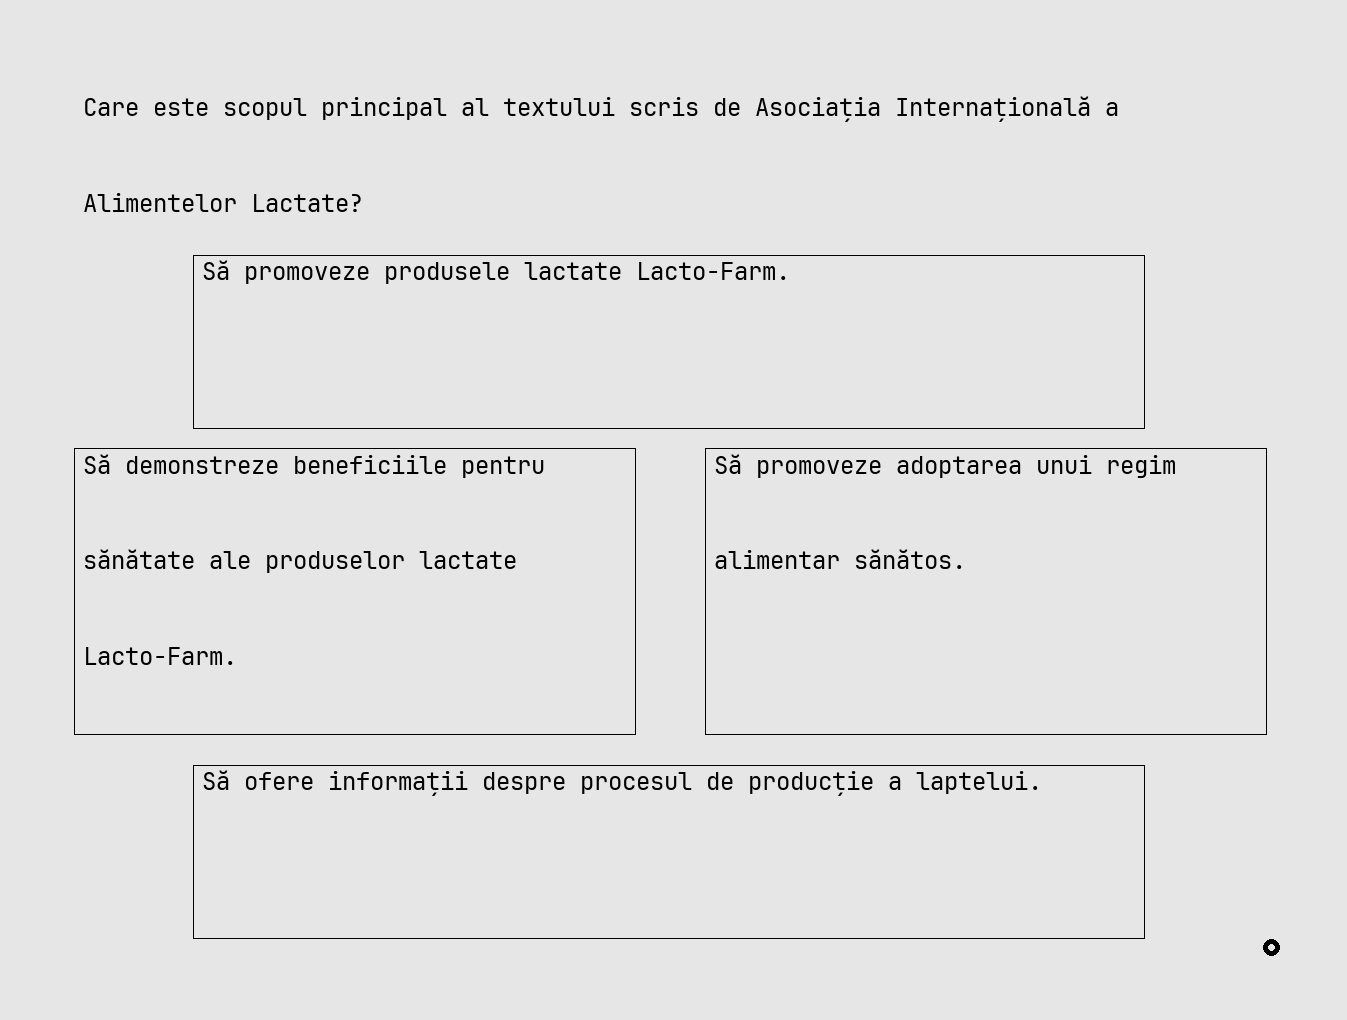 Care este scopul principal al textului scris de Asociația Internațională a
Alimentelor Lactate?
Să promoveze produsele lactate Lacto-Farm.
Să demonstreze beneficiile pentru
sănătate ale produselor lactate
Lacto-Farm.
Să promoveze adoptarea unui regim
alimentar sănătos.
Să ofere informații despre procesul de producție a laptelui.